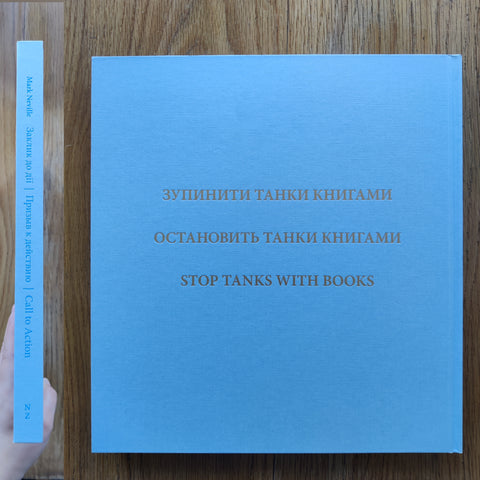 Mark Neville Заклик до дії | Призыв к действию | Call to Action
ЗУПИНИТИ ТАНКИ КНИГАМИ
ОСТАНОВИТЬ ТАНКИ КНИГАМИ
STOP TANKS WITH BOOKS